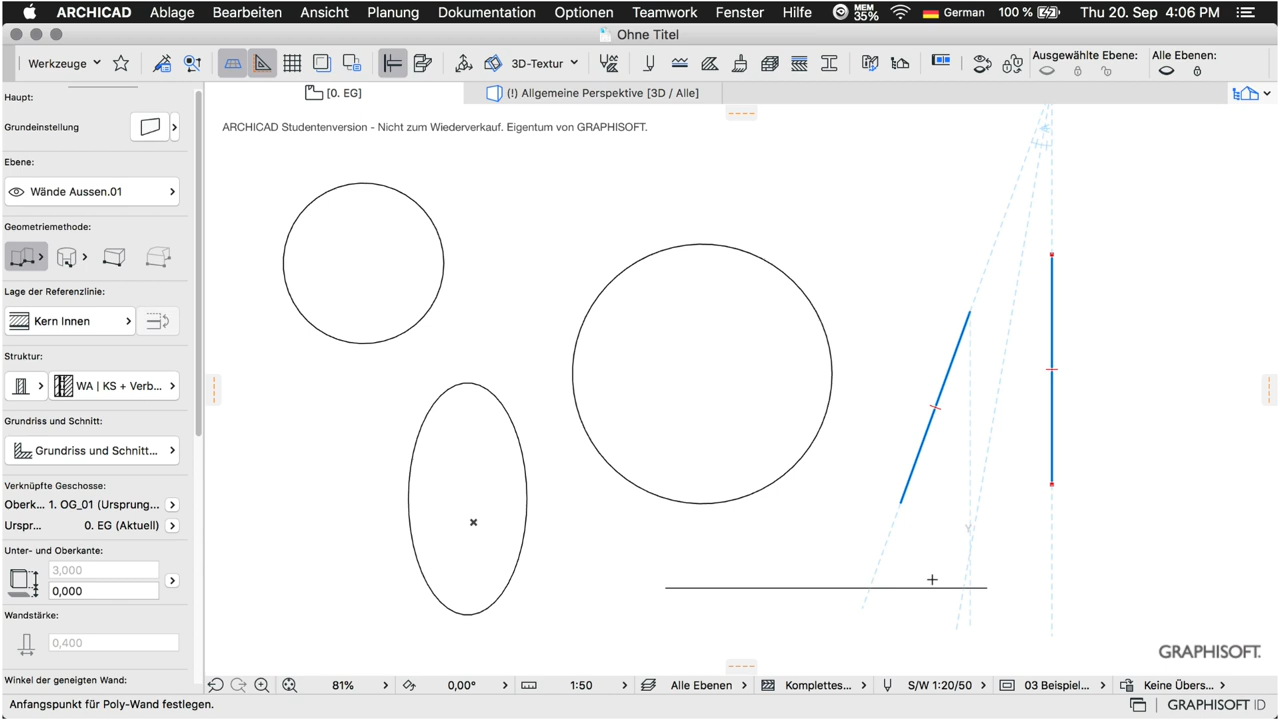 ARCHICAD Ablage Bearbeiten Ansicht Planung Dokumentation Optionen Teamwork Fenster Hilfe MEM 35% German 100 % Thu 20. Sep 4:06 PM
Ohne Titel
Werkzeuge 3D-Textur Ausgewählte Ebene: Alle Ebenen:
Haupt: [0. EG] (!) Allgemeine Perspektive [3D / Alle]
Grundeinstellung
ARCHICAD Studentenversion - Nicht zum Wiederverkauf. Eigentum von GRAPHISOFT.
Ebene:
Wände Aussen.01
Geometriemethode:
Lage der Referenzlinie:
Kern Innen
Struktur:
WA | KS + Verb...
Grundriss und Schnitt:
Grundriss und Schnitt...
Verknüpfte Geschosse:
Oberk... 1. OG_01 (Ursprung...
Urspr... 0. EG (Aktuell)
Unter- und Oberkante:
3,000
0,000
Wandstärke:
0,400
GRAPHISOFT.
Winkel der geneigten Wand:
81% 0,00° 1:50 Alle Ebenen Komplettes... S/W 1:20/50 03 Beispiel... Keine Übers...
Anfangspunkt für Poly-Wand festlegen. GRAPHISOFT ID